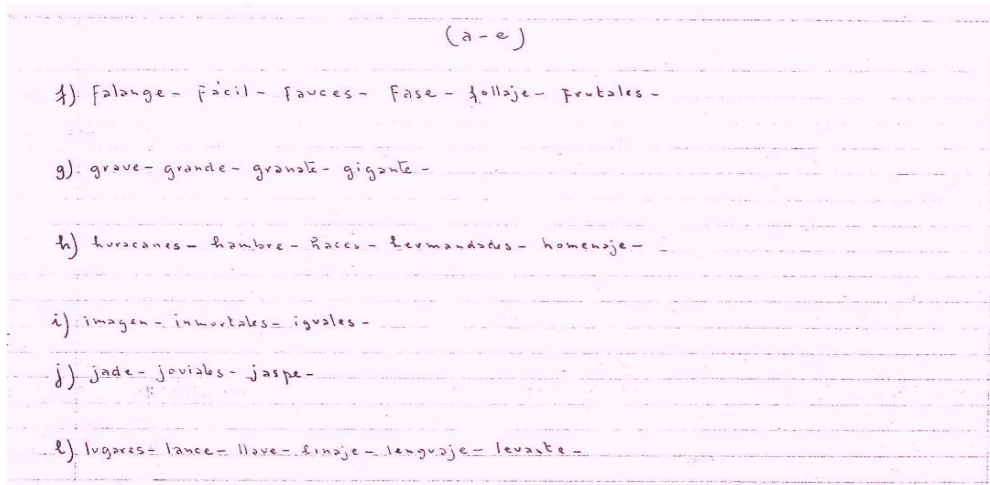 (a-e)
f) falange - fácil - fauces - fase - follaje - frutales -
g) grave - grande - granate - gigante -
h) huracanes - hambre - haces - hermandades - homenaje -
i) imagen - inmortales - iguales -
j) jade - joviales - jaspe -
l) lugares - lance - llave - linaje - lenguaje - levante -